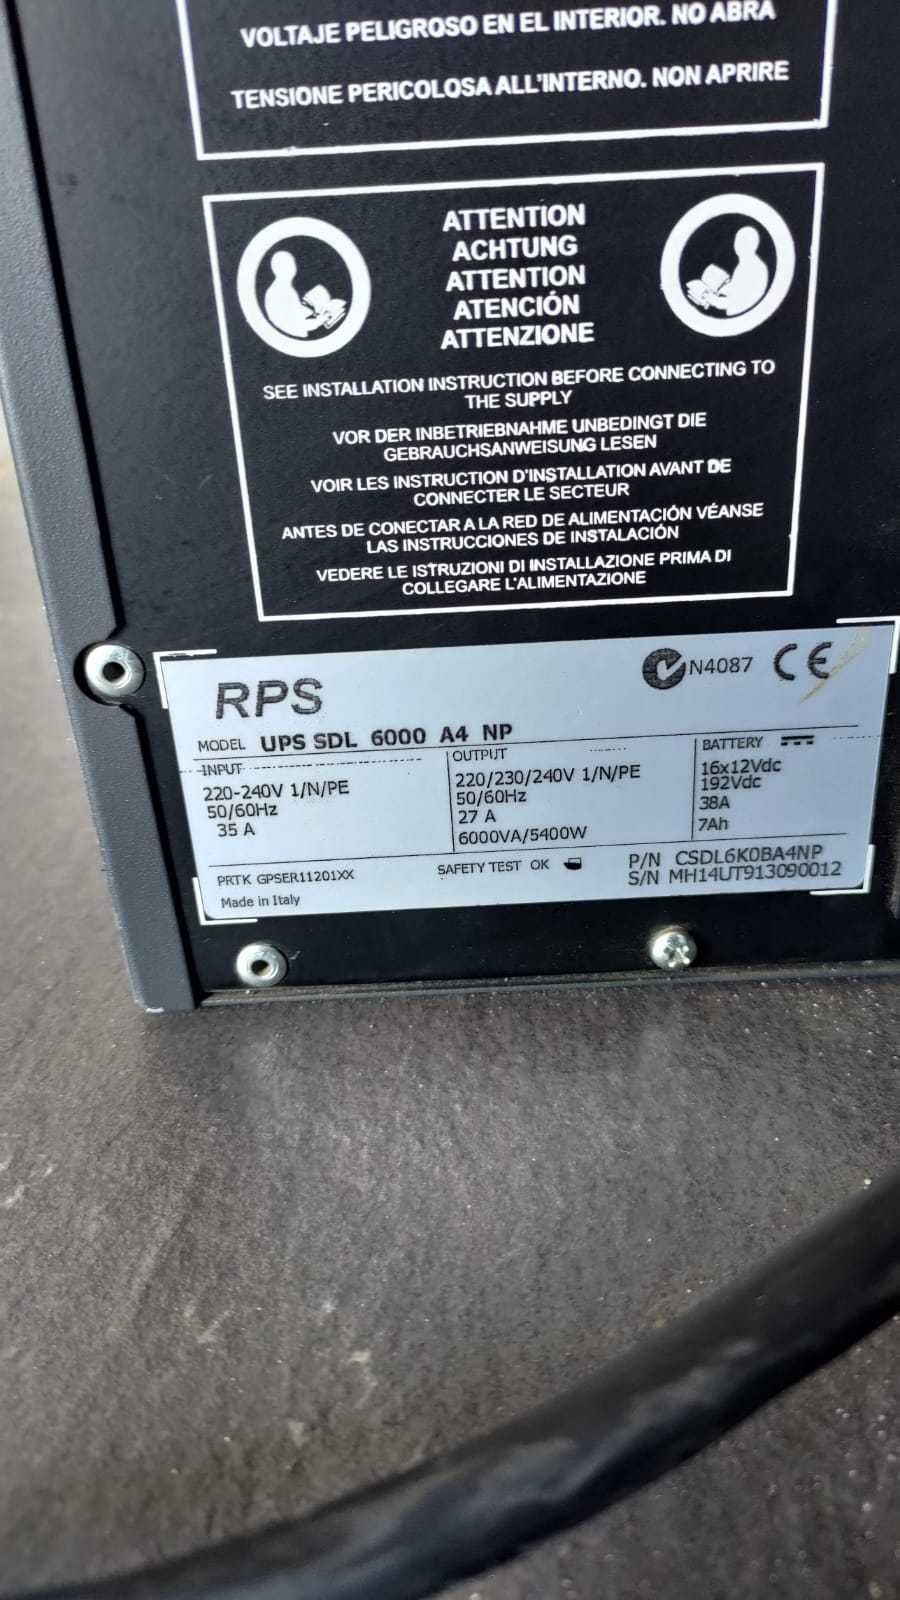 VOLTAJE PELIGROSO EN EL INTERIOR. NO ABRA
TENSIONE PERICOLOSA ALL'INTERNO. NON APRIRE
ATTENTION
ACHTUNG
ATTENTION
ATENCIÓN
ATTENZIONE
SEE INSTALLATION INSTRUCTION BEFORE CONNECTING TO
THE SUPPLY
VOR DER INBETRIEBNAHME UNBEDINGT DIE
GEBRAUCHSANWEISUNG LESEN
VOIR LES INSTRUCTION D'INSTALLATION AVANT DE
CONNECTER LE SECTEUR
ANTES DE CONECTAR A LA RED DE ALIMENTACIÓN VÉANSE
LAS INSTRUCCIONES DE INSTALACIÓN
VEDERE LE ISTRUZIONI DI INSTALLAZIONE PRIMA DI
COLLEGARE L'ALIMENTAZIONE
RPS
N4087 CE
MODEL UPS SDL 6000 A4 NP
INPUT
220-240V 1/N/PE
50/60Hz
35 A
OUTPUT
220/230/240V 1/N/PE
50/60Hz
27 A
6000VA/5400W
BATTERY
16x12Vdc
192Vdc
38A
7Ah
PRTK GPSER11201XX
Made in Italy
SAFETY TEST OK
P/N CSDL6K0BA4NP
S/N MH14UT913090012